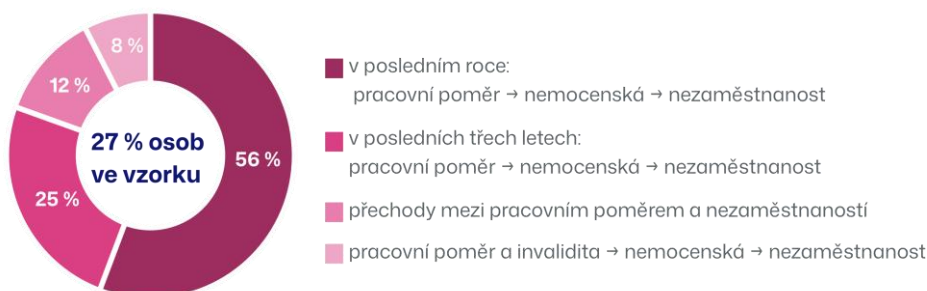 8 %
12 %
27 % osob
ve vzorku
56 %
25 %
v posledním roce:
pracovní poměr → nemocenská → nezaměstnanost
v posledních třech letech:
pracovní poměr → nemocenská → nezaměstnanost
přechody mezi pracovním poměrem a nezaměstnaností
pracovní poměr a invalidita → nemocenská → nezaměstnanost